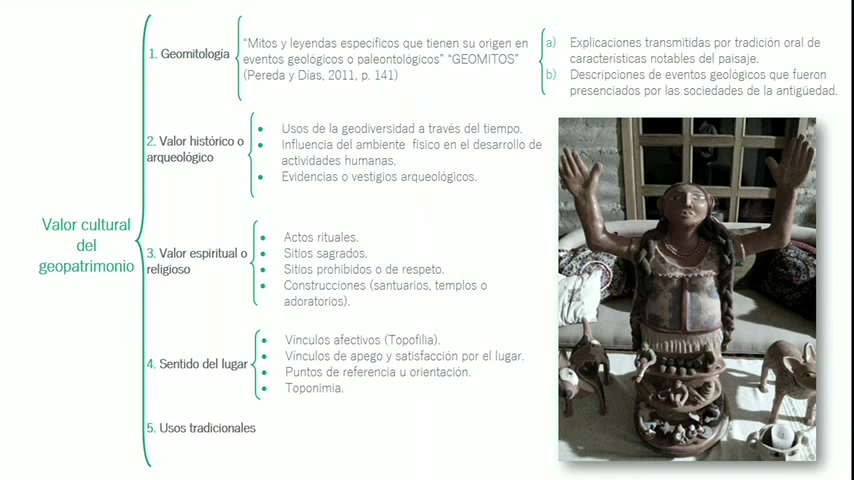 Valor cultural
del
geopatrimonio
1. Geomitología
“Mitos y leyendas específicos que tienen su origen en
eventos geológicos o paleontológicos” “GEOMITOS”
(Pereda y Días, 2011, p. 141)
a) Explicaciones transmitidas por tradición oral de
características notables del paisaje.
b) Descripciones de eventos geológicos que fueron
presenciados por las sociedades de la antigüedad.
2. Valor histórico o
arqueológico
• Usos de la geodiversidad a través del tiempo.
• Influencia del ambiente físico en el desarrollo de
actividades humanas.
• Evidencias o vestigios arqueológicos.
3. Valor espiritual o
religioso
• Actos rituales.
• Sitios sagrados.
• Sitios prohibidos o de respeto.
• Construcciones (santuarios, templos o
adoratorios).
4. Sentido del lugar
• Vínculos afectivos (Topofilia).
• Vínculos de apego y satisfacción por el lugar.
• Puntos de referencia u orientación.
• Toponimia.
5. Usos tradicionales